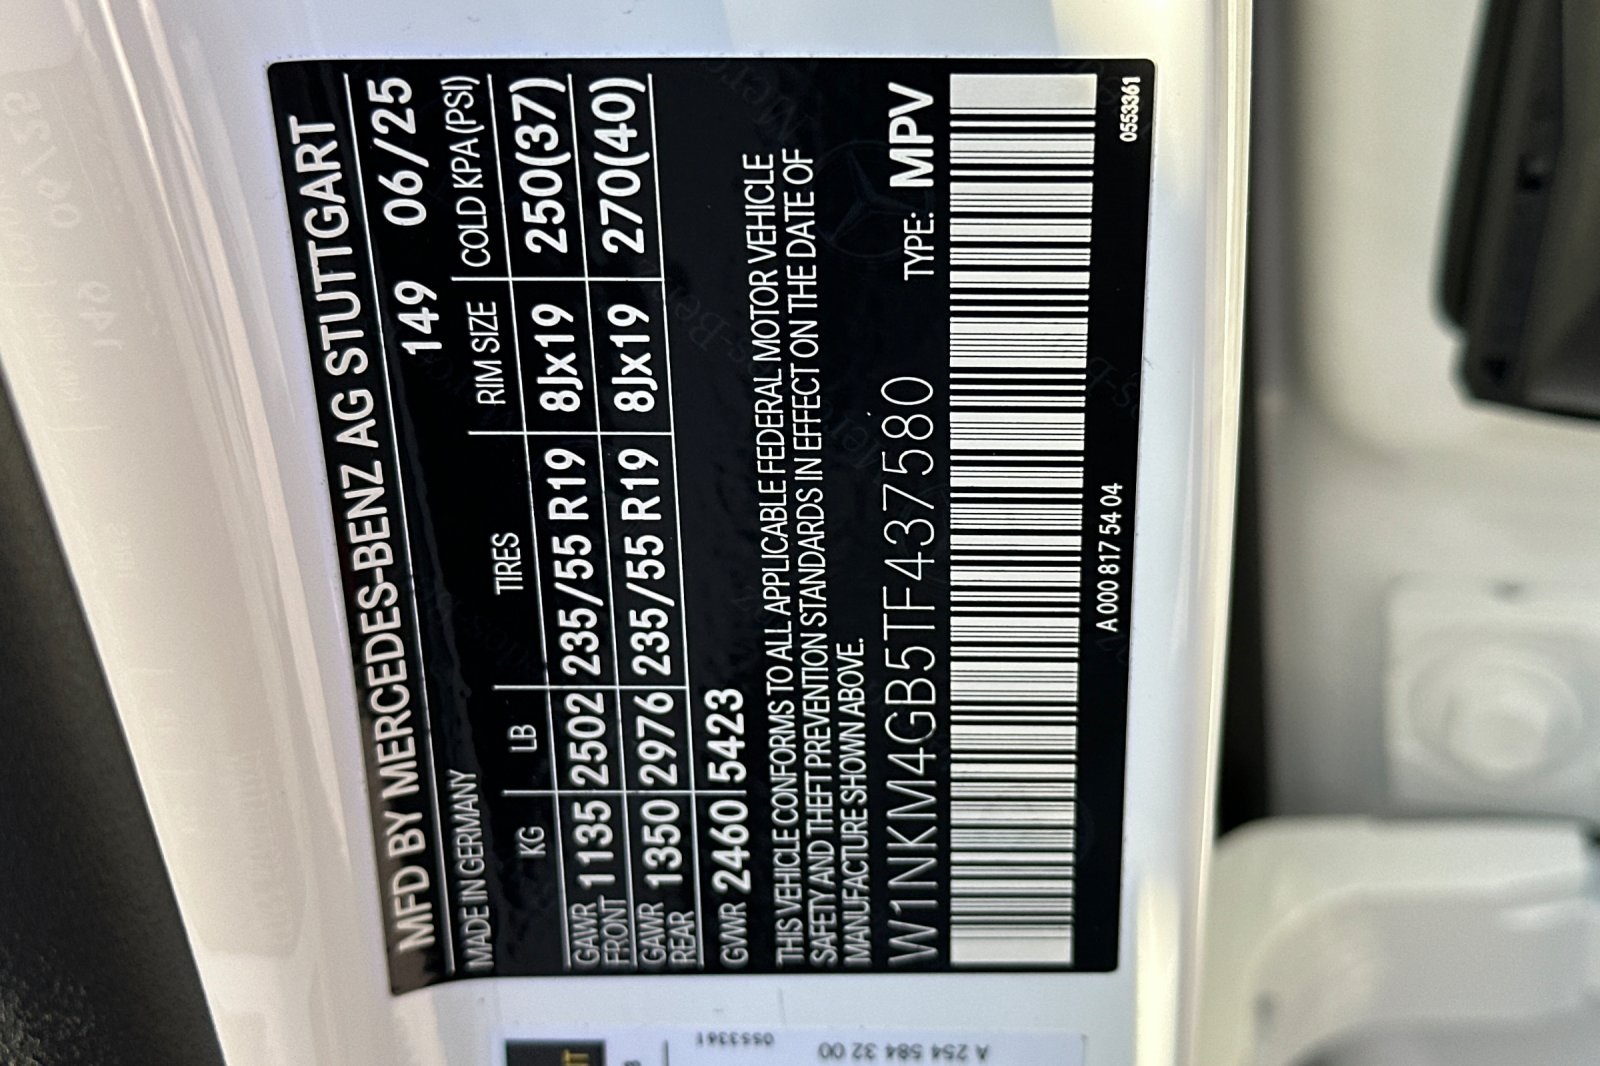 MFD BY MERCEDES-BENZ AG STUTTGART
MADE IN GERMANY 149 06/25
KG LB TIRES RIM SIZE COLD KPA (PSI)
GAWR FRONT 1135 2502 235/55 R19 8Jx19 250(37)
GAWR REAR 1350 2976 235/55 R19 8Jx19 270(40)
GVWR 2460 5423
THIS VEHICLE CONFORMS TO ALL APPLICABLE FEDERAL MOTOR VEHICLE
SAFETY AND THEFT PREVENTION STANDARDS IN EFFECT ON THE DATE OF
MANUFACTURE SHOWN ABOVE.
W1NKM4GB5TF437580 TYPE: MPV
A 000 817 54 04
0553361
0553361
A 254 584 32 00